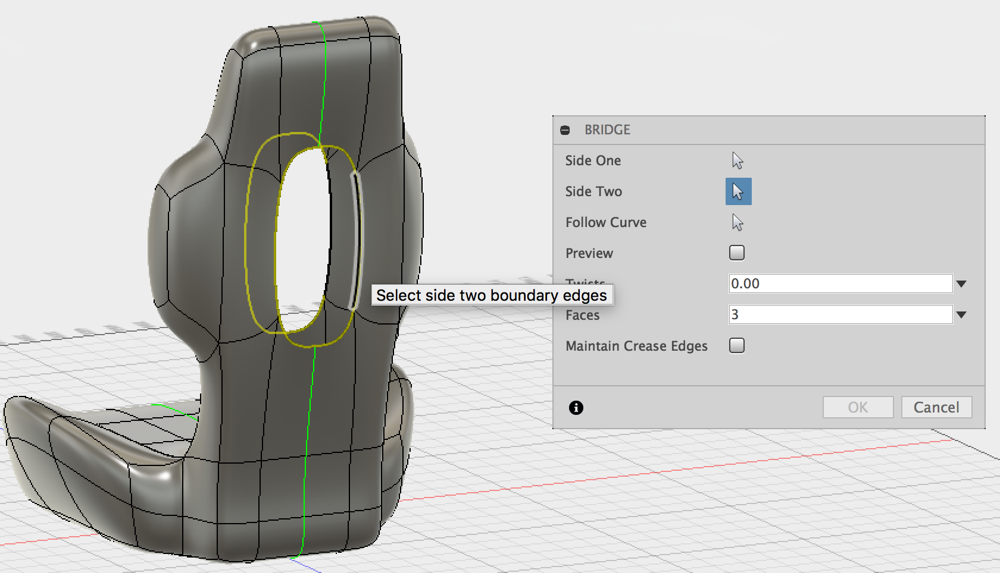 BRIDGE
Side One
Side Two
Follow Curve
Preview
Twists 0.00
Select side two boundary edges
Faces 3
Maintain Crease Edges
OK Cancel